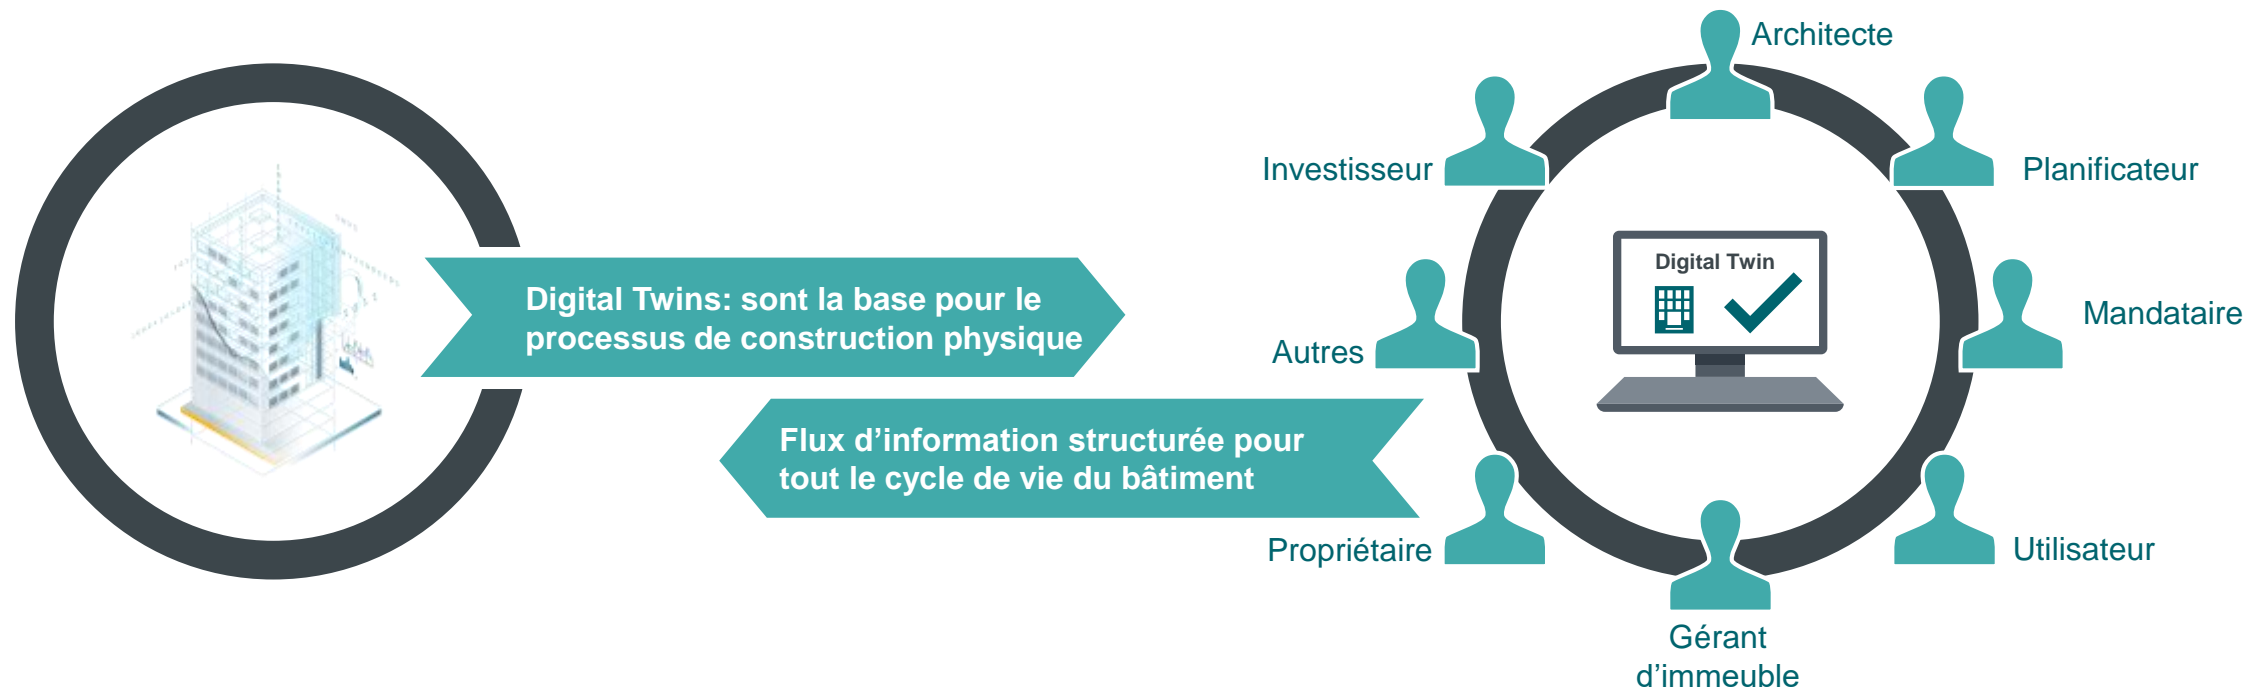 Architecte
Investisseur
Planificateur
Digital Twin
Digital Twins: sont la base pour le
processus de construction physique
Mandataire
Autres
Flux d’information structurée pour
tout le cycle de vie du bâtiment
Propriétaire
Utilisateur
Gérant
d’immeuble